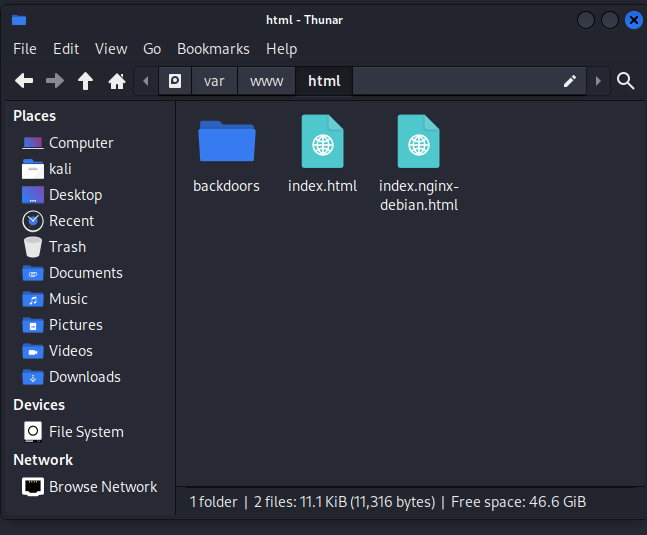 html - Thunar
File Edit View Go Bookmarks Help
var www html
Places
Computer
kali
Desktop
Recent
Trash
Documents
Music
Pictures
Videos
Downloads
Devices
File System
Network
Browse Network
backdoors
index.html
index.nginx-
debian.html
1 folder | 2 files: 11.1 KiB (11,316 bytes) | Free space: 46.6 GiB